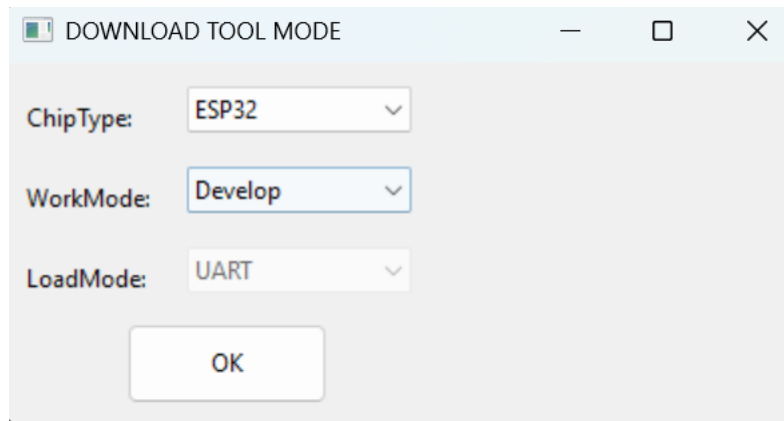 DOWNLOAD TOOL MODE
ChipType: ESP32
WorkMode: Develop
LoadMode: UART
OK